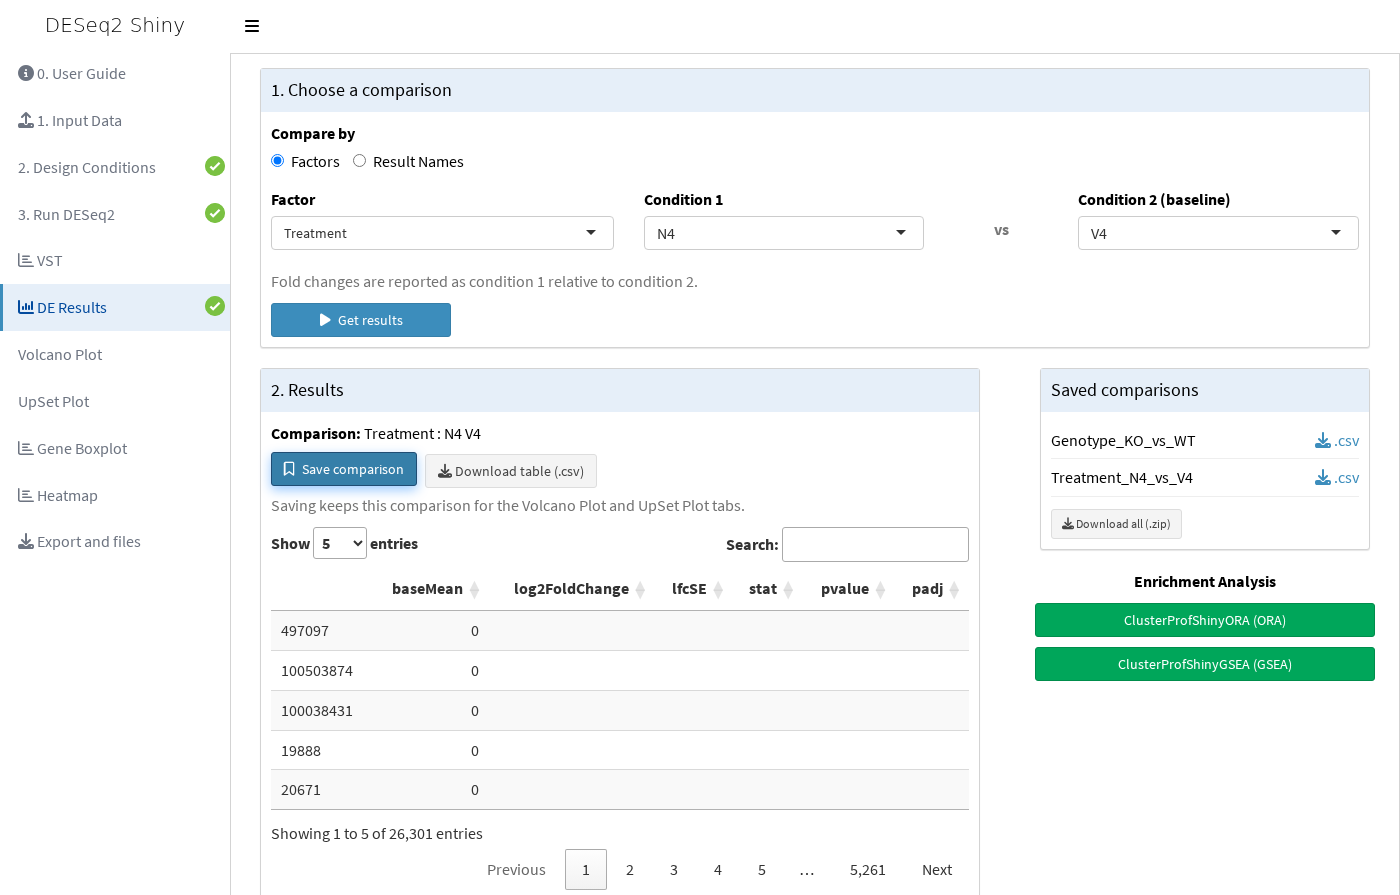 DESeq2 Shiny
0. User Guide
1. Input Data
2. Design Conditions
3. Run DESeq2
VST
DE Results
Volcano Plot
UpSet Plot
Gene Boxplot
Heatmap
Export and files
1. Choose a comparison
Compare by
Factors Result Names
Factor Condition 1 Condition 2 (baseline)
Treatment N4 vs V4
Fold changes are reported as condition 1 relative to condition 2.
Get results
2. Results
Comparison: Treatment : N4 V4
Save comparison Download table (.csv)
Saving keeps this comparison for the Volcano Plot and UpSet Plot tabs.
Show 5 entries Search:
baseMean log2FoldChange lfcSE stat pvalue padj
497097 0
100503874 0
100038431 0
19888 0
20671 0
Showing 1 to 5 of 26,301 entries
Previous 1 2 3 4 5 … 5,261 Next
Saved comparisons
Genotype_KO_vs_WT .csv
Treatment_N4_vs_V4 .csv
Download all (.zip)
Enrichment Analysis
ClusterProfShinyORA (ORA)
ClusterProfShinyGSEA (GSEA)